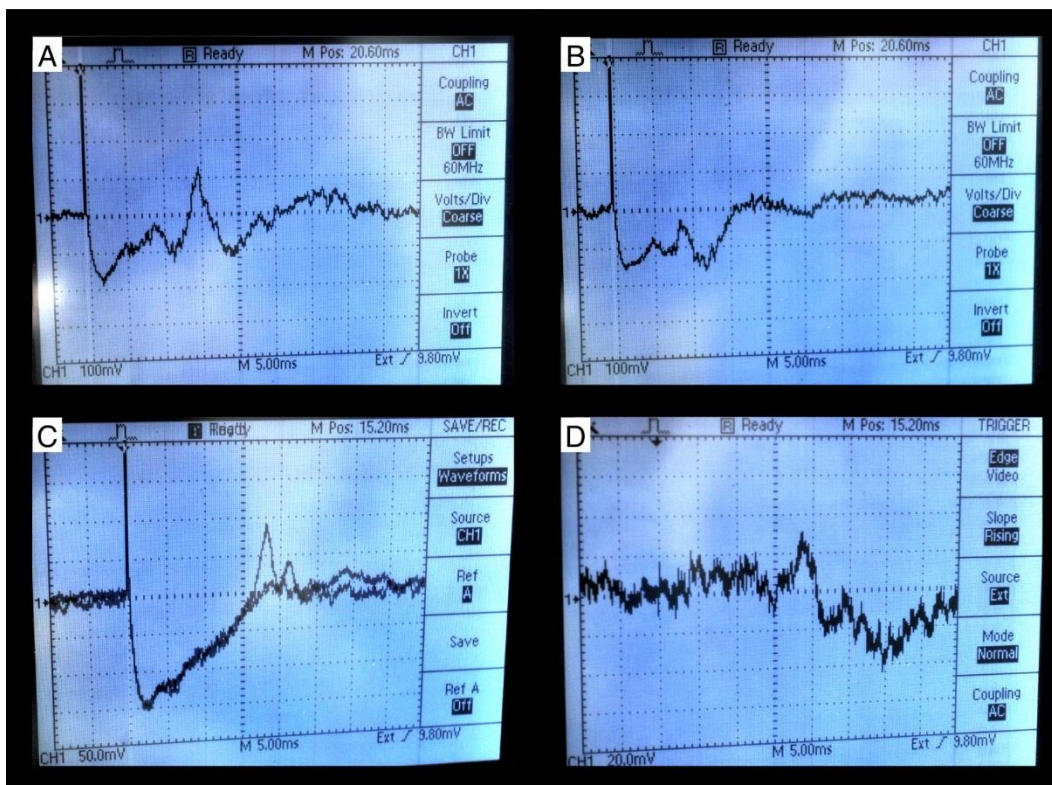 A
R Ready M Pos: 20.60ms CH1
Coupling
AC
BW Limit
OFF
60MHz
Volts/Div
Coarse
Probe
1X
Invert
Off
1
CH1 100mV M 5.00ms Ext 9.80mV
B
R Ready M Pos: 20.60ms CH1
Coupling
AC
BW Limit
OFF
60MHz
Volts/Div
Coarse
Probe
1X
Invert
Off
1
CH1 100mV M 5.00ms Ext 9.80mV
C
M Pos: 15.20ms SAVE/REC
Setups
Waveforms
Source
CH1
Ref
A
Save
Ref A
Off
1
CH1 50.0mV M 5.00ms Ext 9.80mV
D
R Ready M Pos: 15.20ms TRIGGER
Edge
Video
Slope
Rising
Source
Ext
Mode
Normal
Coupling
AC
1
CH1 20.0mV M 5.00ms Ext 9.80mV